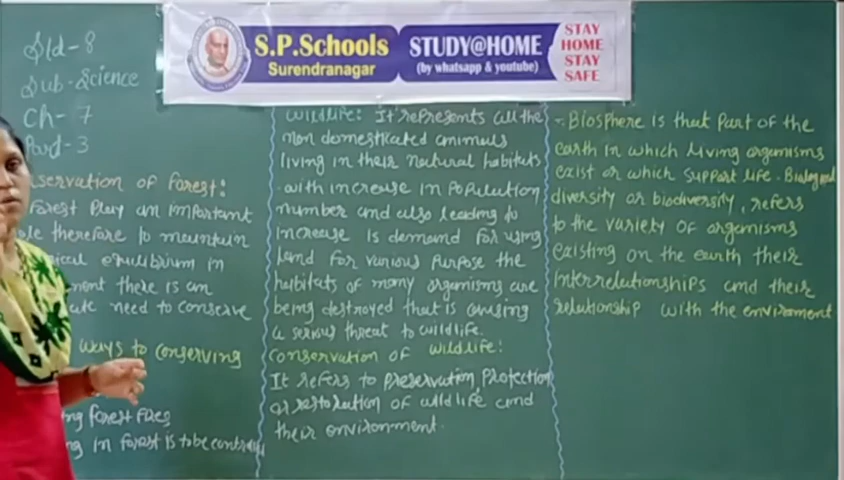 S.P.Schools
Surendranagar
STUDY@HOME
(by whatsapp & youtube)
STAY
HOME
STAY
SAFE
Std - 8
Sub - Science
Ch - 7
Part - 3
servation of Forest:
Forest Play an important
le therefore to maintain
ical equilibrium in
ment there is an
ate need to conserve
ways to conserving
ng forest fires
ng in forest is to be
Wildlife: It represents all the
non domesticated animals
living in their natural habitats
with increase in Population
number and also leading to
increase is demand for using
land for various Purpose the
habitats of many organisms are
being destroyed that is causing
a serious threat to wildlife.
conservation of wildlife:
It refers to Preservation, Protection
or restoration of wildlife and
their environment.
- Biosphere is that Part of the
earth in which living organisms
exist or which support life. Biological
diversity or biodiversity, refers
to the variety of organisms
existing on the earth their
interrelationships and their
relationship with the environment